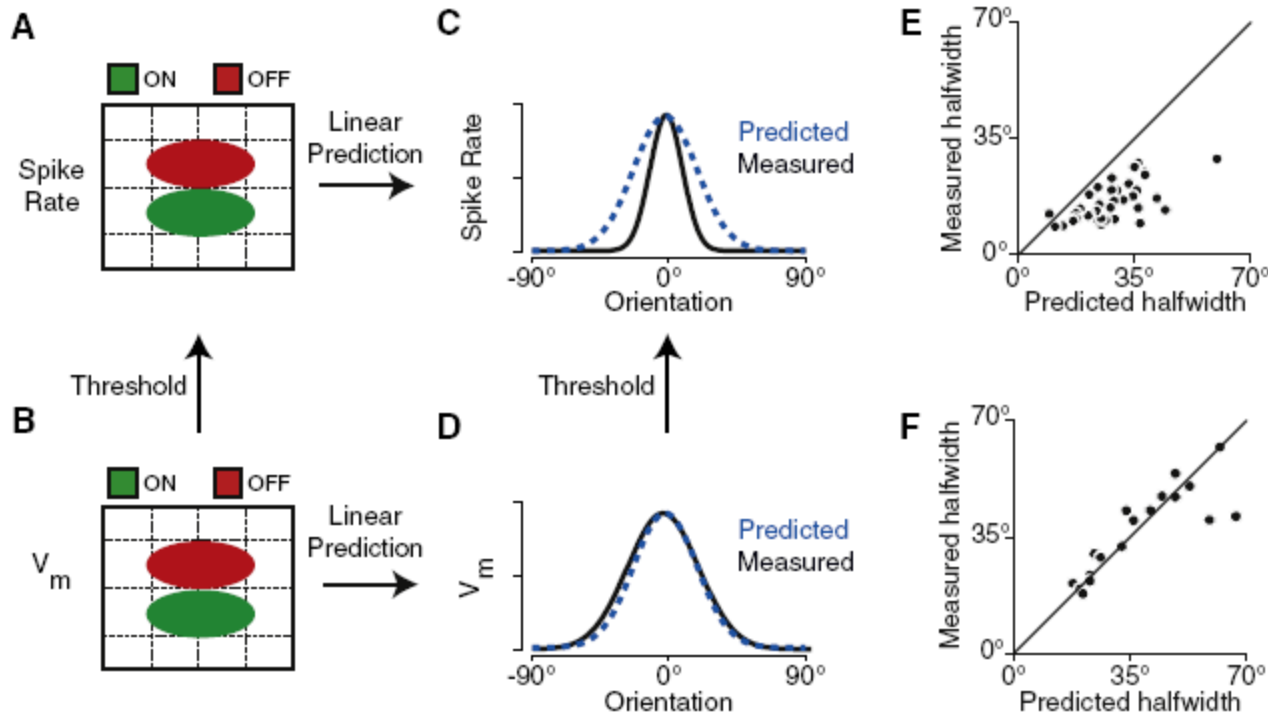 A
ON OFF
Spike
Rate
Linear
Prediction
C
Spike Rate
Predicted
Measured
-90° 0° 90°
Orientation
E
Measured halfwidth
70°
35°
0°
0° 35° 70°
Predicted halfwidth
Threshold
Threshold
B
ON OFF
Vm
Linear
Prediction
D
Vm
Predicted
Measured
-90° 0° 90°
Orientation
F
Measured halfwidth
70°
35°
0°
0° 35° 70°
Predicted halfwidth